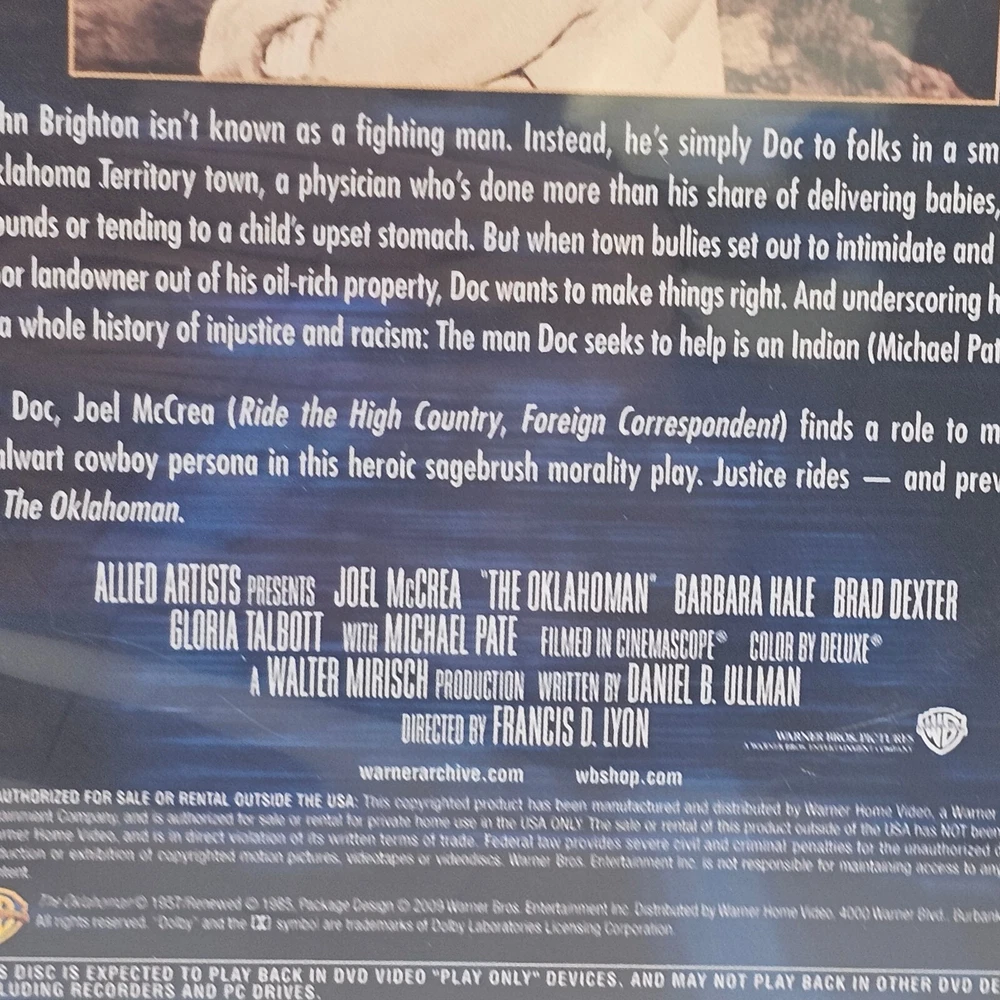 hn Brighton isn't known as a fighting man. Instead, he's simply Doc to folks in a sm
klahoma Territory town, a physician who's done more than his share of delivering babies,
ounds or tending to a child's upset stomach. But when town bullies set out to intimidate and
or landowner out of his oil-rich property, Doc wants to make things right. And underscoring h
a whole history of injustice and racism: The man Doc seeks to help is an Indian (Michael Pat
Doc, Joel McCrea (Ride the High Country, Foreign Correspondent) finds a role to m
alwart cowboy persona in this heroic sagebrush morality play. Justice rides — and prev
The Oklahoman.
ALLIED ARTISTS PRESENTS JOEL McCREA "THE OKLAHOMAN" BARBARA HALE BRAD DEXTER
GLORIA TALBOTT WITH MICHAEL PATE FILMED IN CINEMASCOPE® COLOR BY DELUXE®
A WALTER MIRISCH PRODUCTION WRITTEN BY DANIEL B. ULLMAN
DIRECTED BY FRANCIS D. LYON
WARNER BROS. PICTURES
A WARNER BROS. ENTERTAINMENT COMPANY
WB
warnerarchive.com wbshop.com
AUTHORIZED FOR SALE OR RENTAL OUTSIDE THE USA: This copyrighted product has been manufactured and distributed by Warner Home Video, a Warner
inment Company, and is authorized for sale or rental for private home use in the USA ONLY. The sale or rental of this product outside of the USA has NOT been
rner Home Video, and is in direct violation of its written terms of trade. Federal law provides severe civil and criminal penalties for the unauthorized
uction or exhibition of copyrighted motion pictures, videotapes or videodiscs. Warner Bros. Entertainment Inc. is not responsible for maintaining access to any
ntent.
The Oklahoman © 1957/Renewed © 1985. Package Design © 2009 Warner Bros. Entertainment Inc. Distributed by Warner Home Video, 4000 Warner Blvd., Burbank
All rights reserved. "Dolby" and the symbol are trademarks of Dolby Laboratories Licensing Corporation.
S DISC IS EXPECTED TO PLAY BACK IN DVD VIDEO "PLAY ONLY" DEVICES, AND MAY NOT PLAY BACK IN OTHER DVD DE
LUDING RECORDERS AND PC DRIVES.